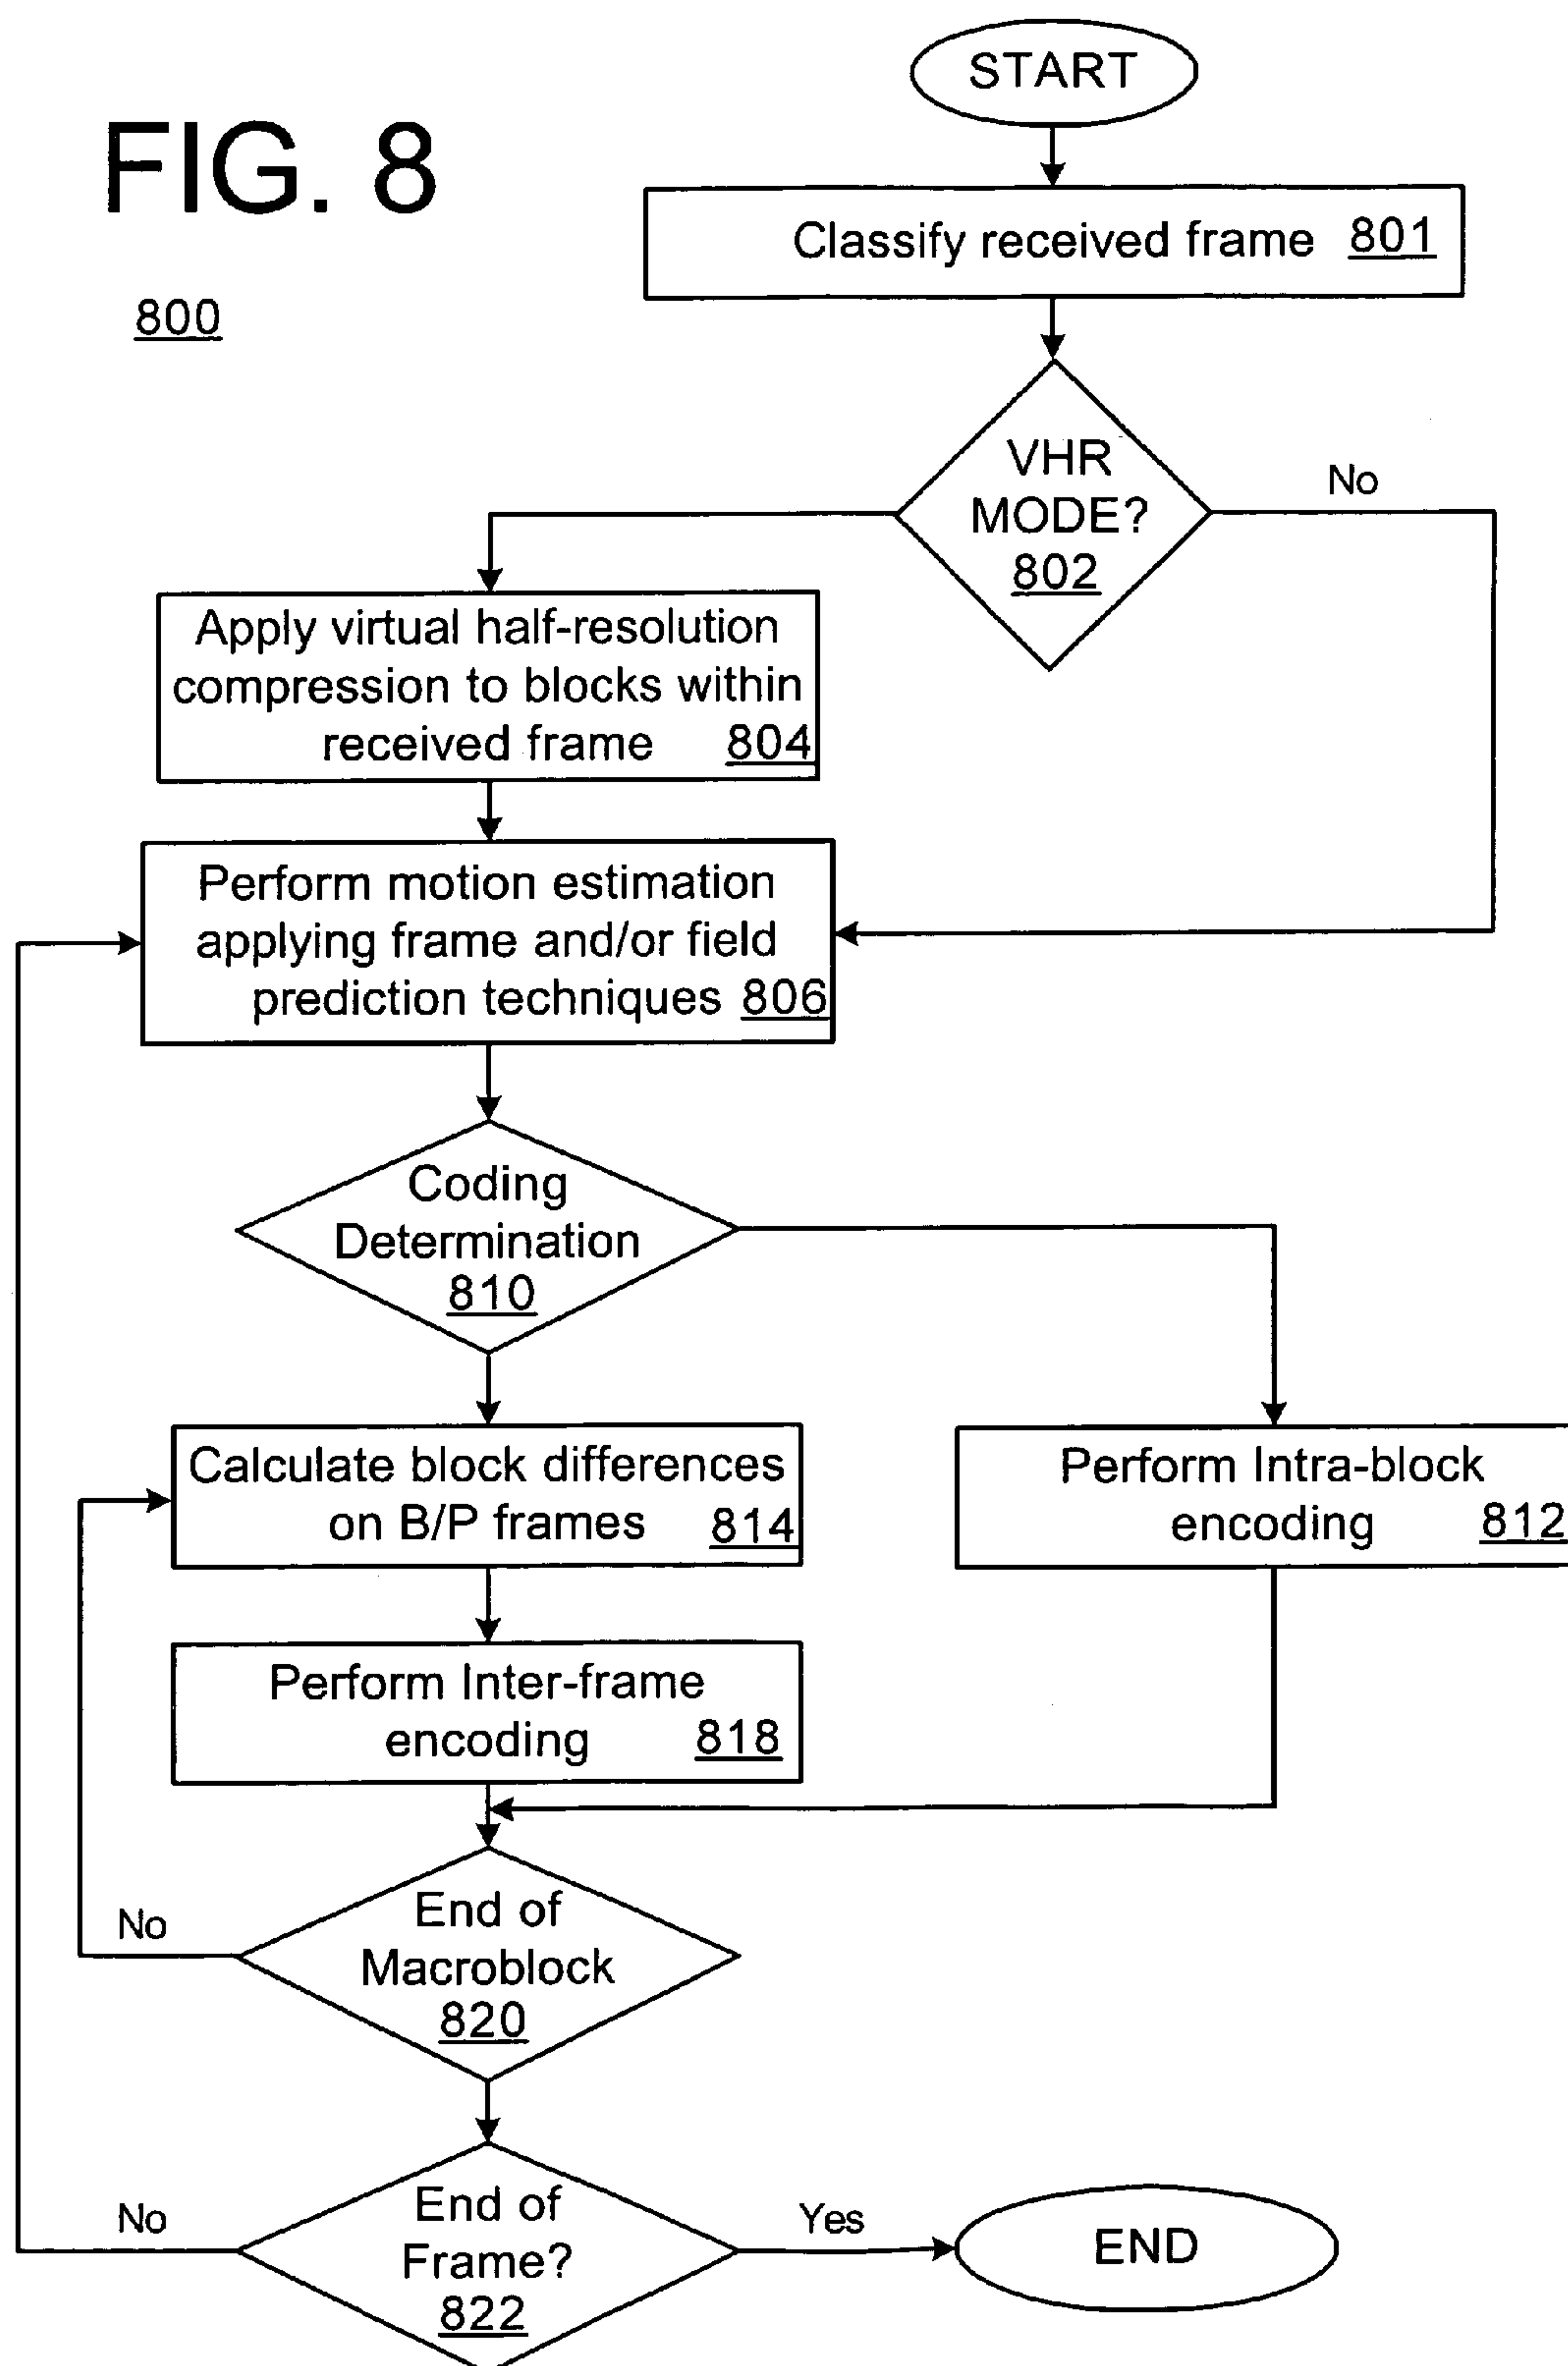 START
FIG. 8
Classify received frame 801
800
VHR
MODE?
802
No
Apply virtual half-resolution
compression to blocks within
received frame 804
Perform motion estimation
applying frame and/or field
prediction techniques 806
Coding
Determination
810
Calculate block differences
on B/P frames 814
Perform Intra-block
encoding 812
Perform Inter-frame
encoding 818
End of
Macroblock
820
No
End of
Frame?
822
No
Yes
END